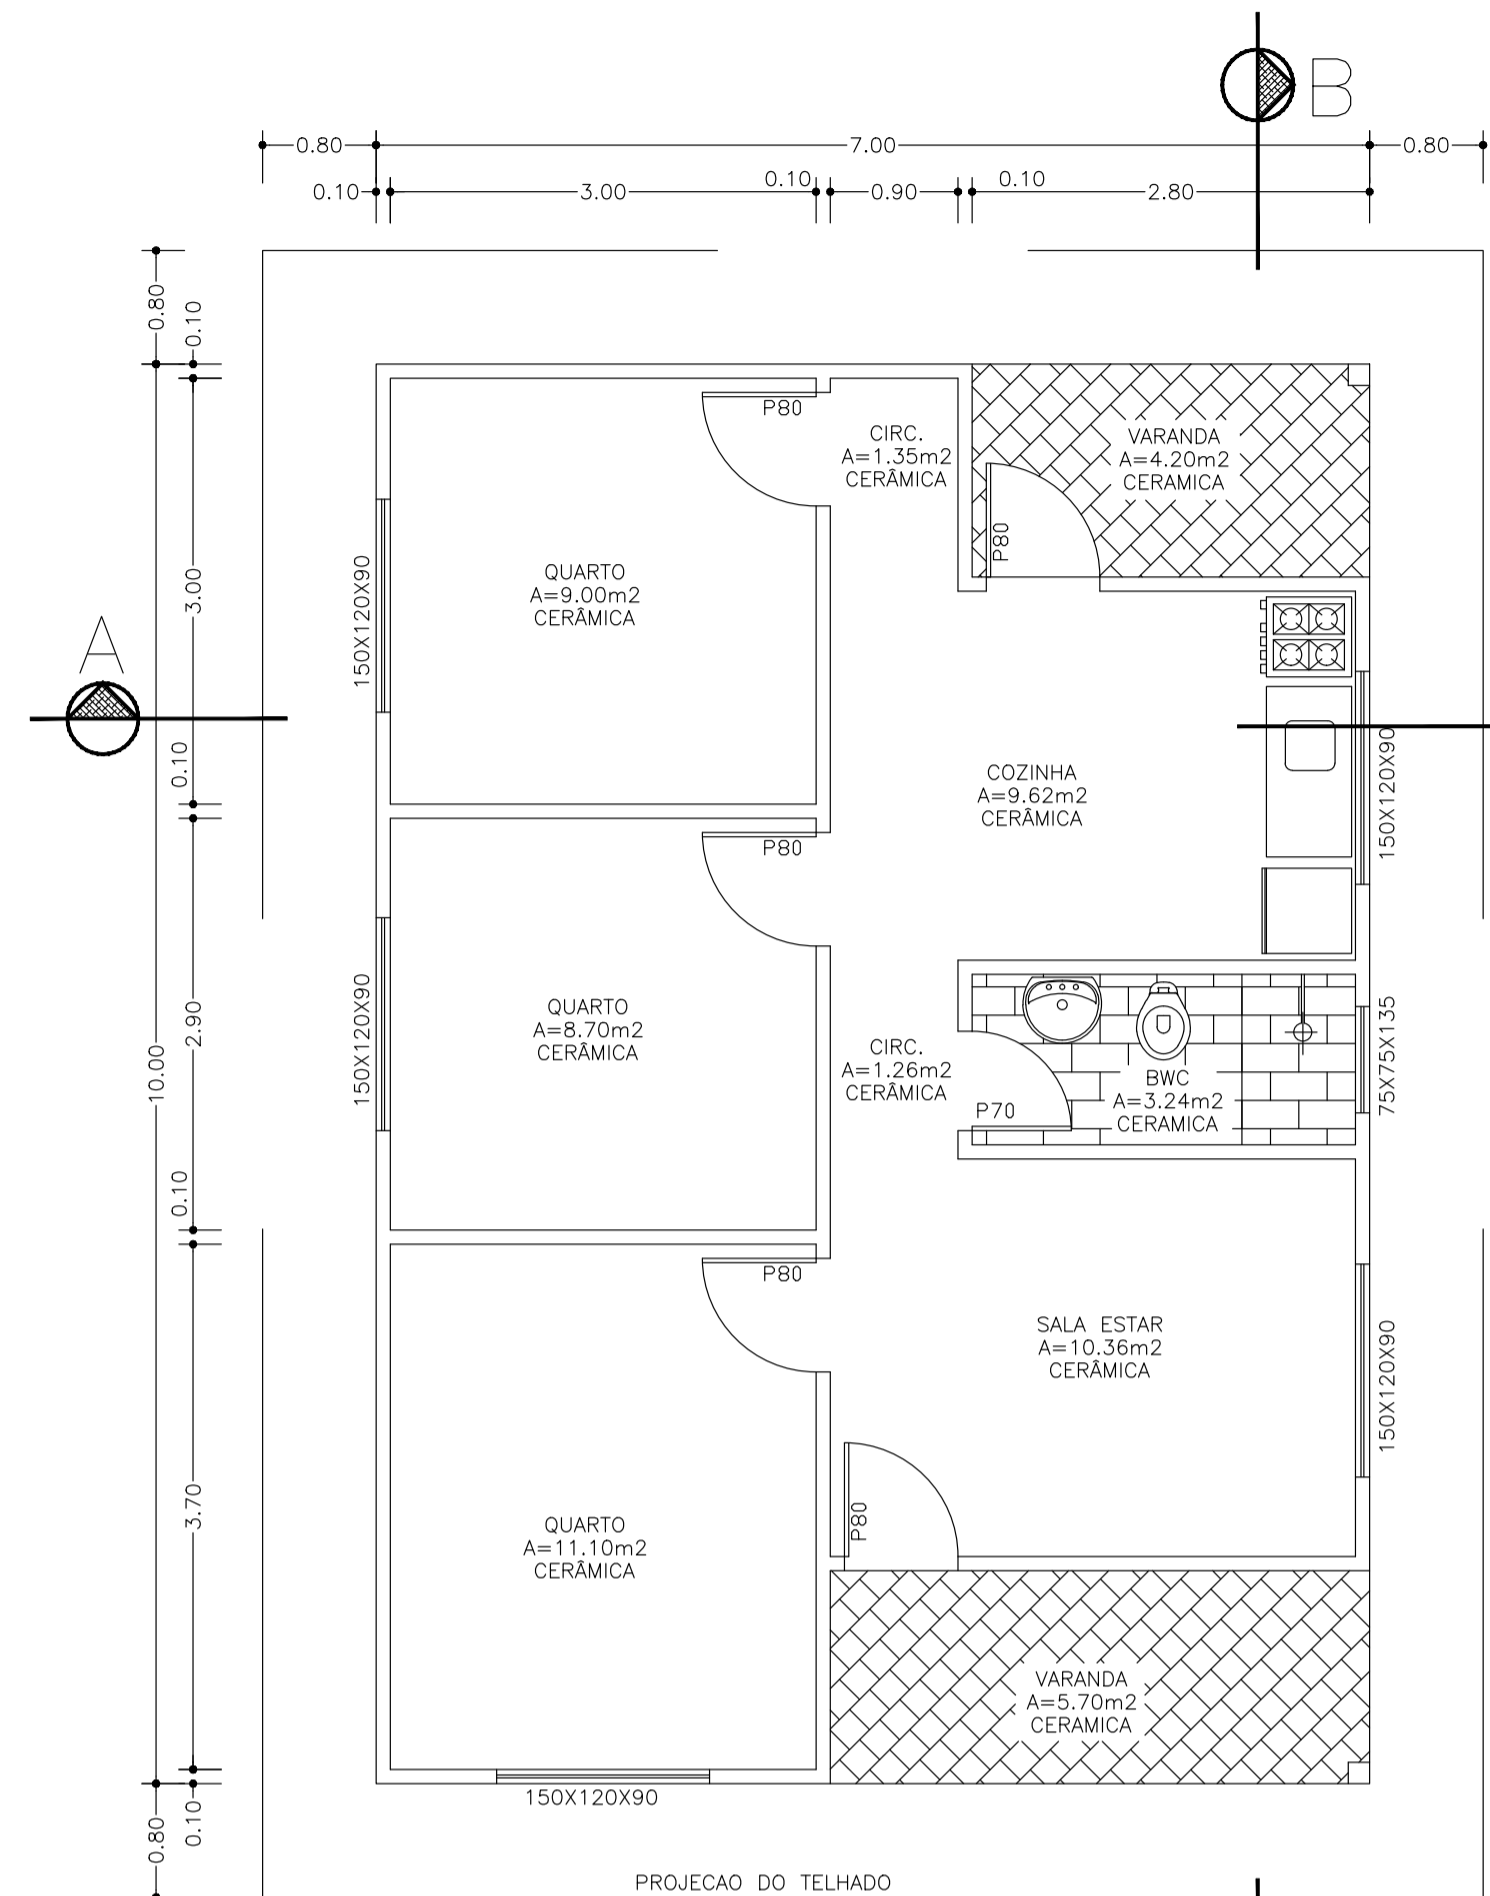 B
0.80
7.00
0.80
0.10
3.00
0.10
0.90
0.10
2.80
0.80
0.10
P80
CIRC.
A=1.35m2
CERÂMICA
VARANDA
A=4.20m2
CERAMICA
P80
3.00
150X120X90
QUARTO
A=9.00m2
CERÂMICA
A
0.10
COZINHA
A=9.62m2
CERÂMICA
150X120X90
P80
10.00
2.90
150X120X90
QUARTO
A=8.70m2
CERÂMICA
CIRC.
A=1.26m2
CERÂMICA
P70
BWC
A=3.24m2
CERAMICA
75X75X135
0.10
P80
SALA ESTAR
A=10.36m2
CERÂMICA
150X120X90
3.70
QUARTO
A=11.10m2
CERÂMICA
P80
VARANDA
A=5.70m2
CERAMICA
150X120X90
0.10
0.80
PROJECAO DO TELHADO